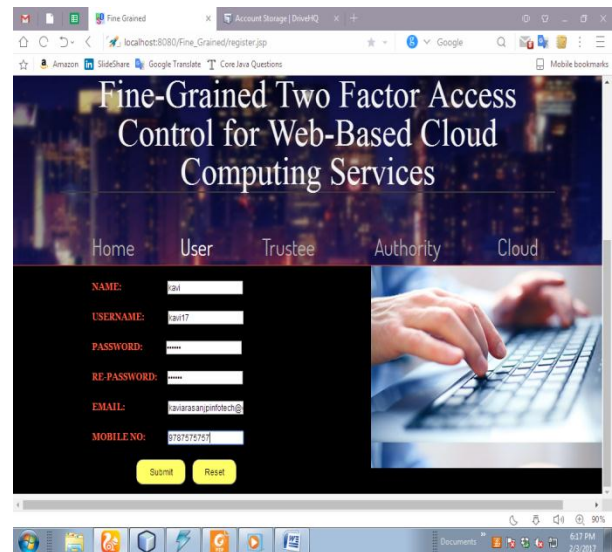 Fine Grained × Account Storage | DriveHQ × +
localhost:8080/Fine_Grained/register.jsp Google
Amazon SlideShare Google Translate Core Java Questions Mobile bookmarks
Fine-Grained Two Factor Access
Control for Web-Based Cloud
Computing Services
Home User Trustee Authority Cloud
NAME: kavi
USERNAME: kavi17
PASSWORD: ••••••
RE-PASSWORD: ••••••
EMAIL: kaviarasanjpinfotech@
MOBILE NO: 9787575757
Submit Reset
90%
Documents 6:17 PM
2/3/2017